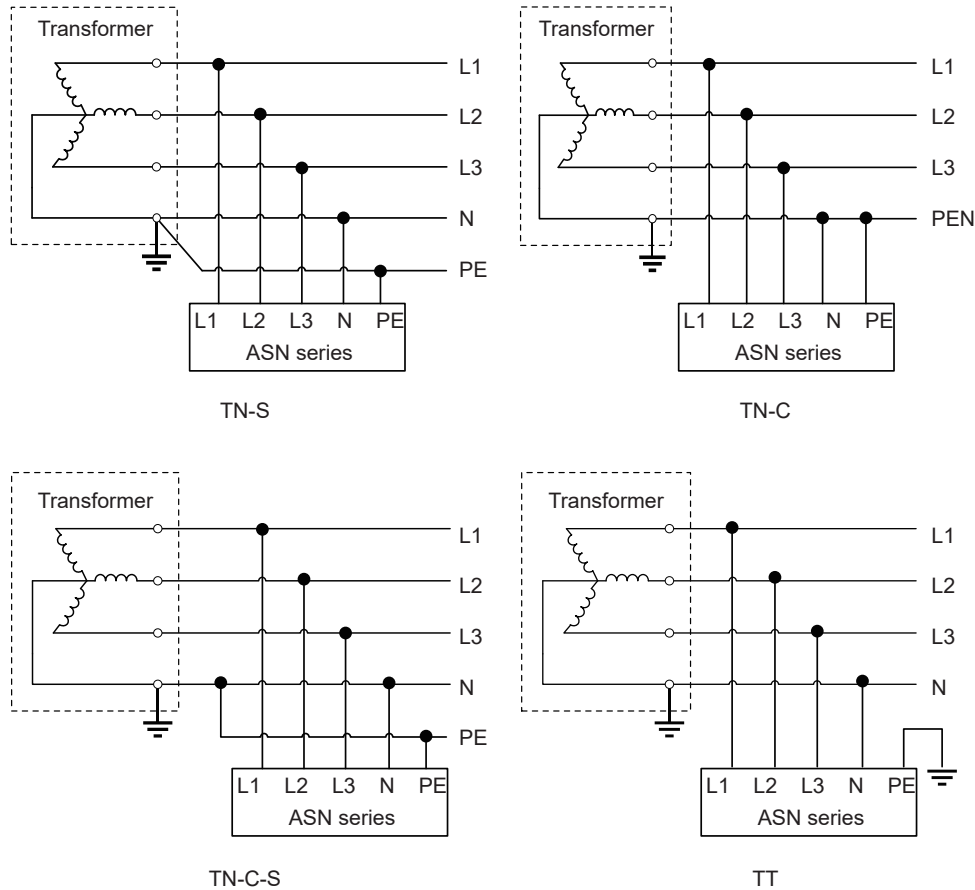 Transformer
L1
L2
L3
N
PE
L1 L2 L3 N PE
ASN series
TN-S
Transformer
L1
L2
L3
PEN
L1 L2 L3 N PE
ASN series
TN-C
Transformer
L1
L2
L3
N
PE
L1 L2 L3 N PE
ASN series
TN-C-S
Transformer
L1
L2
L3
N
L1 L2 L3 N PE
ASN series
TT